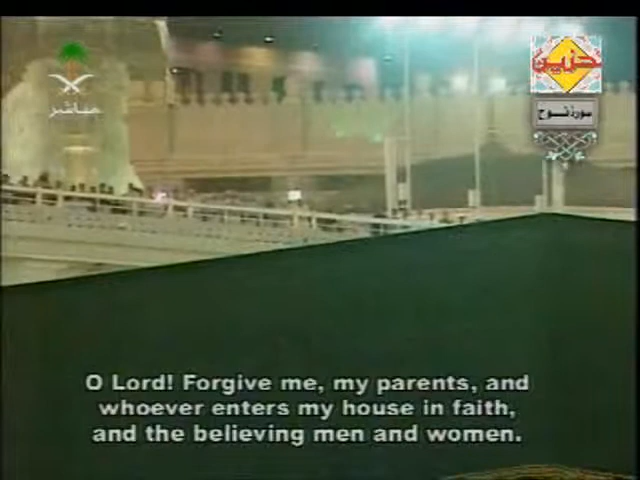 مباشر
حنين
سورة نوح
O Lord! Forgive me, my parents, and
whoever enters my house in faith,
and the believing men and women.